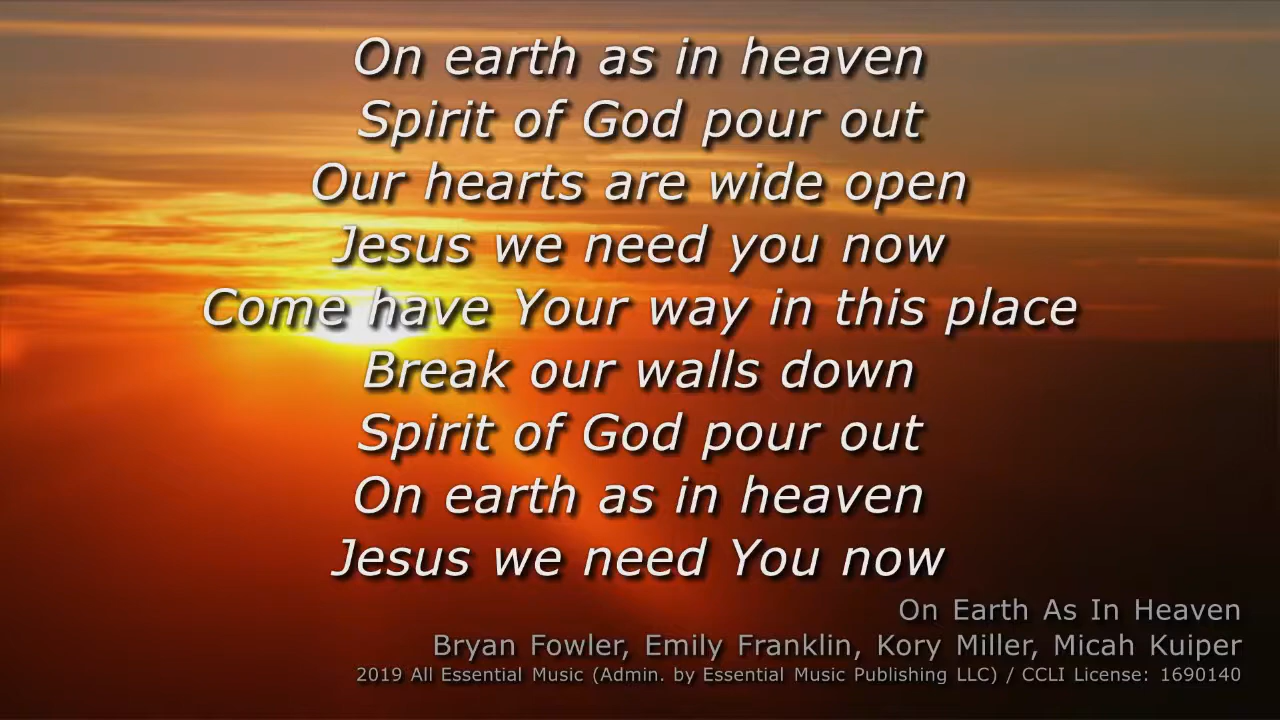 On earth as in heaven
Spirit of God pour out
Our hearts are wide open
Jesus we need you now
Come have Your way in this place
Break our walls down
Spirit of God pour out
On earth as in heaven
Jesus we need You now
On Earth As In Heaven
Bryan Fowler, Emily Franklin, Kory Miller, Micah Kuiper
2019 All Essential Music (Admin. by Essential Music Publishing LLC) / CCLI License: 1690140